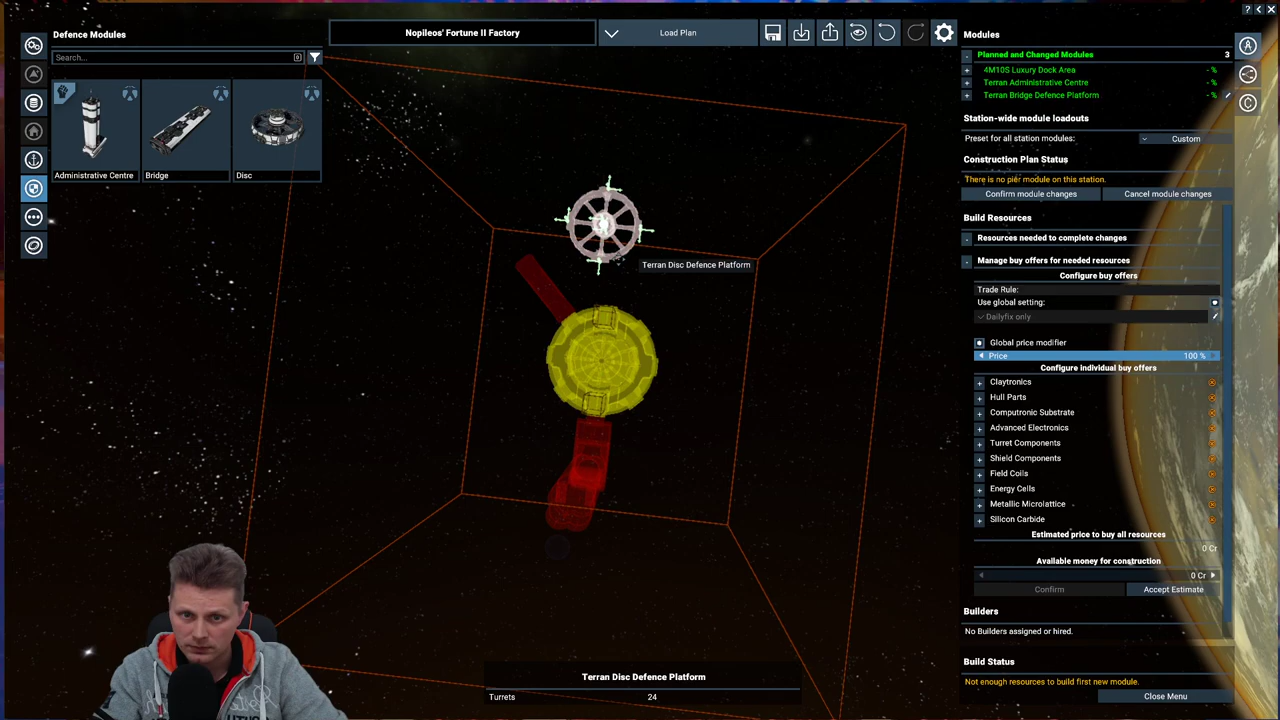 Defence Modules
Search...
Administrative Centre
Bridge
Disc
Nopileos' Fortune II Factory
Load Plan
Terran Disc Defence Platform
Terran Disc Defence Platform
Turrets 24
Modules
Planned and Changed Modules 3
4M10S Luxury Dock Area - %
Terran Administrative Centre - %
Terran Bridge Defence Platform - %
Station-wide module loadouts
Preset for all station modules: Custom
Construction Plan Status
There is no pier module on this station.
Confirm module changes Cancel module changes
Build Resources
Resources needed to complete changes
Manage buy offers for needed resources
Configure buy offers
Trade Rule:
Use global setting:
Dailyfix only
Global price modifier
Price 100 %
Configure individual buy offers
Claytronics
Hull Parts
Computronic Substrate
Advanced Electronics
Turret Components
Shield Components
Field Coils
Energy Cells
Metallic Microlattice
Silicon Carbide
Estimated price to buy all resources
0 Cr
Available money for construction
0 Cr
Confirm Accept Estimate
Builders
No Builders assigned or hired.
Build Status
Not enough resources to build first new module.
Close Menu